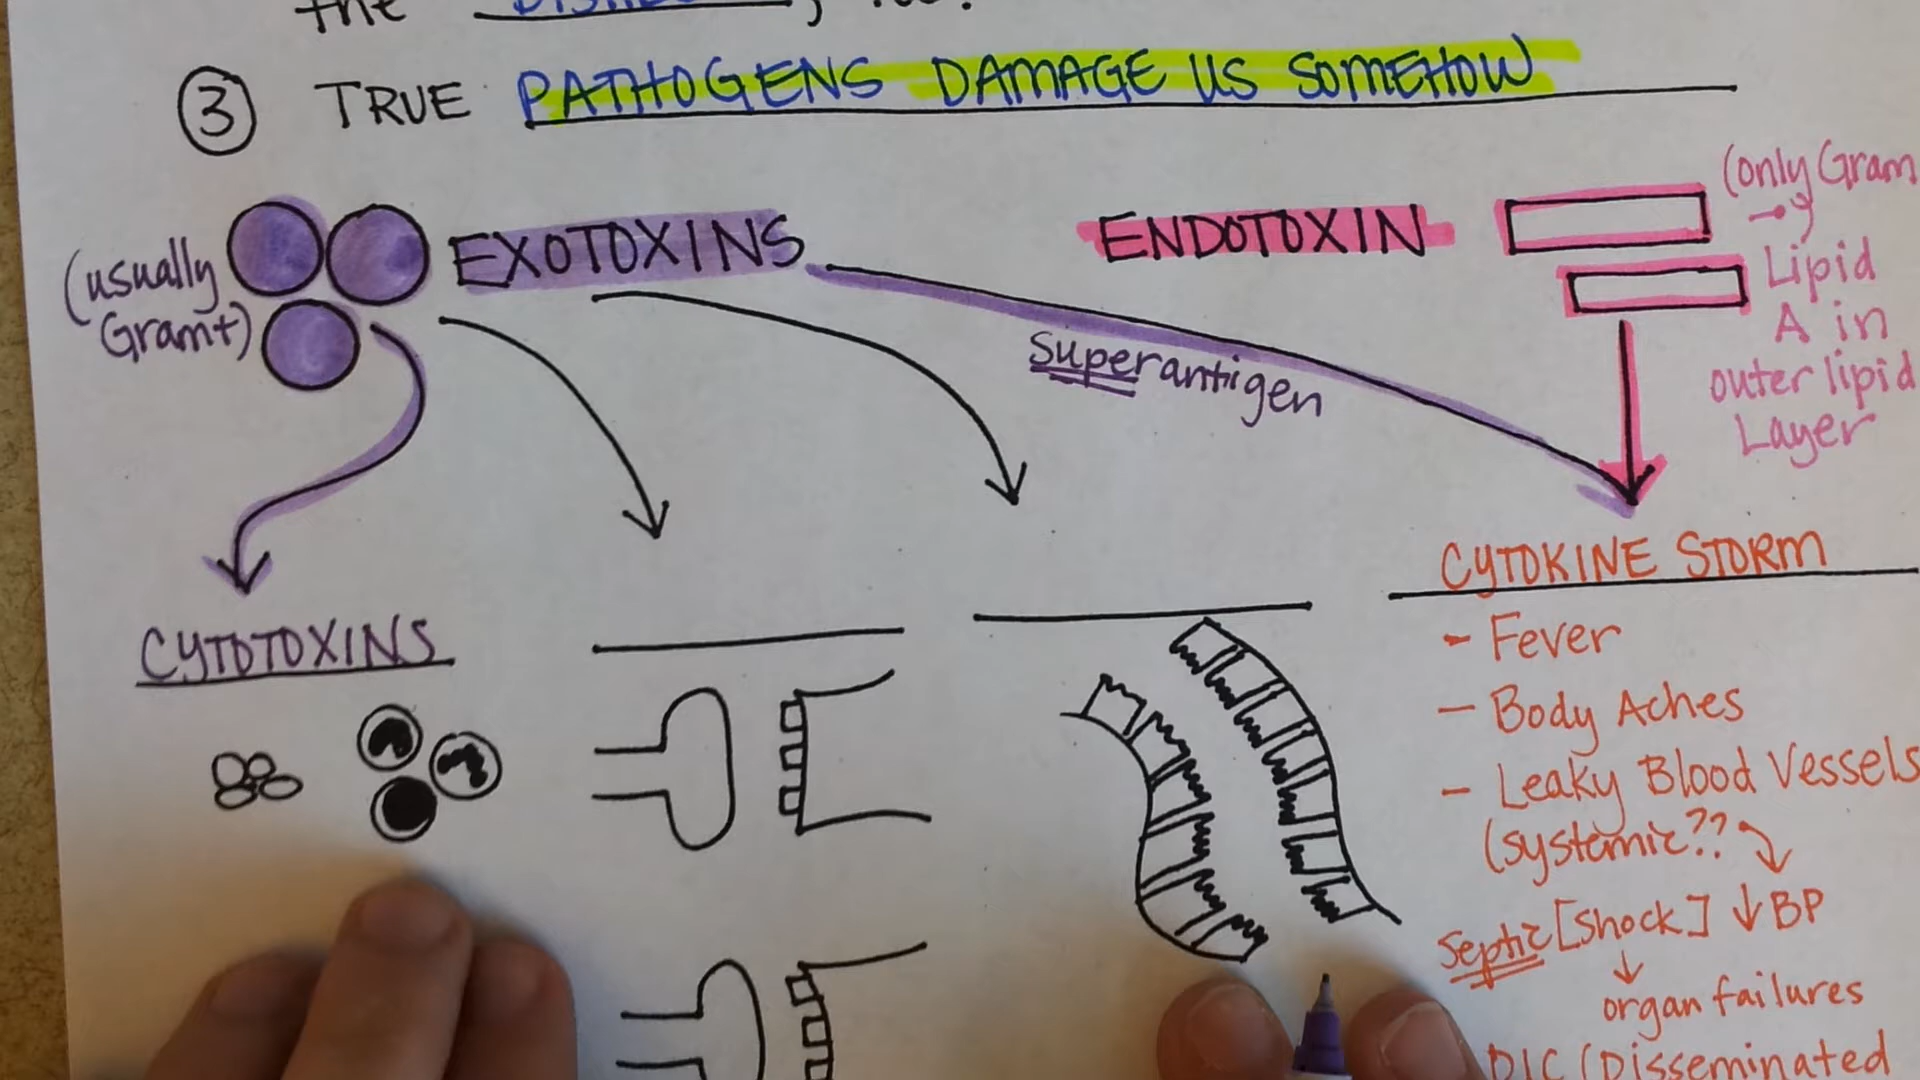 the
③ TRUE PATHOGENS DAMAGE US SOMEHOW
(usually
Gram+)
EXOTOXINS
Superantigen
ENDOTOXIN
(only Gram
Lipid
A in
outer lipid
Layer
CYTOTOXINS
CYTOKINE STORM
- Fever
- Body Aches
- Leaky Blood Vessels
(systemic??
↓BP
Septic [Shock]
↓
organ failures
DIC (Disseminated